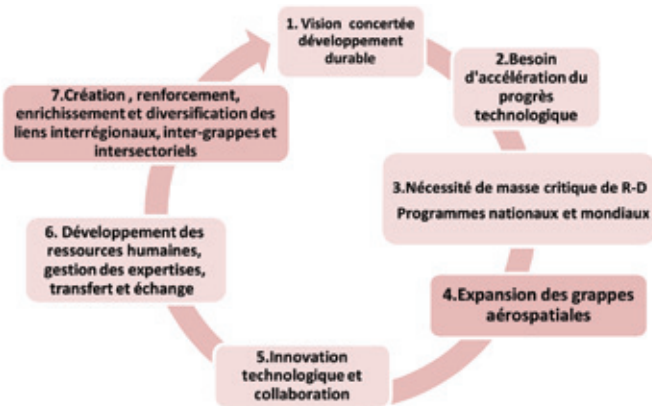 1. Vision concertée
développement
durable
2.Besoin
d'accélération du
progrès
technologique
3.Nécessité de masse critique de R-D
Programmes nationaux et mondiaux
4.Expansion des grappes
aérospatiales
5.Innovation
technologique et
collaboration
6. Développement des
ressources humaines,
gestion des expertises,
transfert et échange
7.Création , renforcement,
enrichissement et diversification des
liens interrégionaux, inter-grappes et
intersectoriels